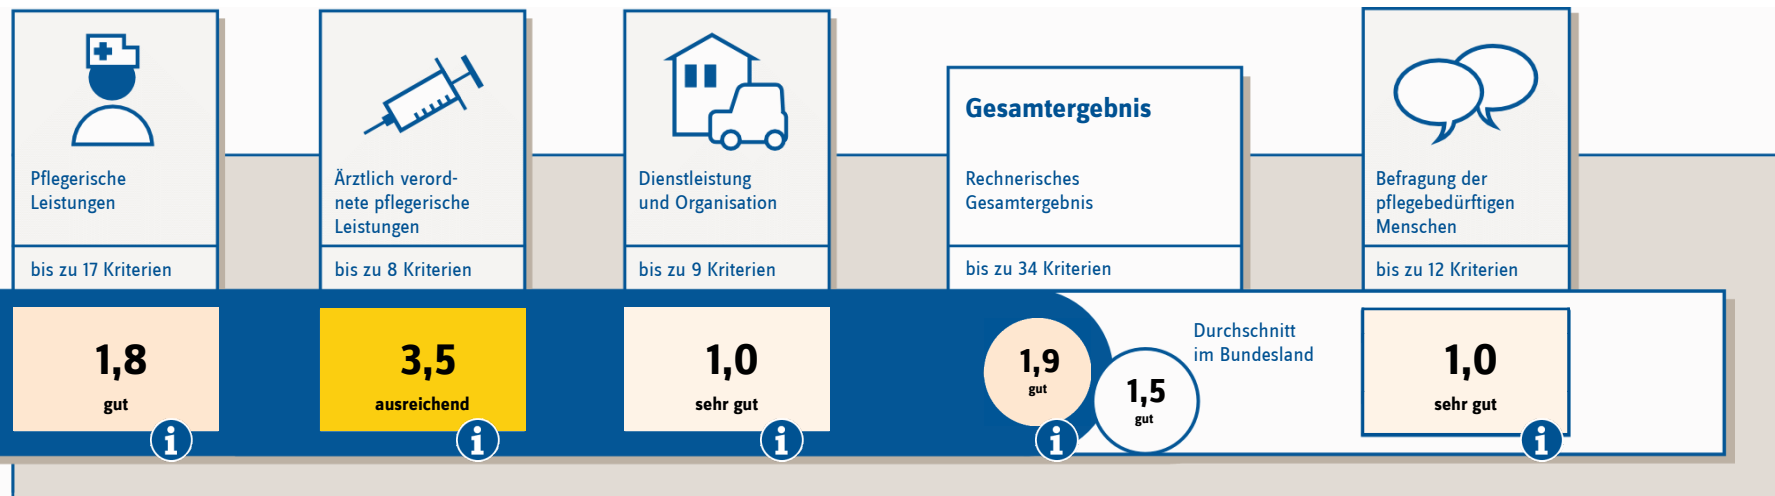 Pflegerische
Leistungen
bis zu 17 Kriterien
1,8
gut
i
Ärztlich verord-
nete pflegerische
Leistungen
bis zu 8 Kriterien
3,5
ausreichend
i
Dienstleistung
und Organisation
bis zu 9 Kriterien
1,0
sehr gut
i
Gesamtergebnis
Rechnerisches
Gesamtergebnis
bis zu 34 Kriterien
1,9
gut
i
Durchschnitt
im Bundesland
1,5
gut
Befragung der
pflegebedürftigen
Menschen
bis zu 12 Kriterien
1,0
sehr gut
i